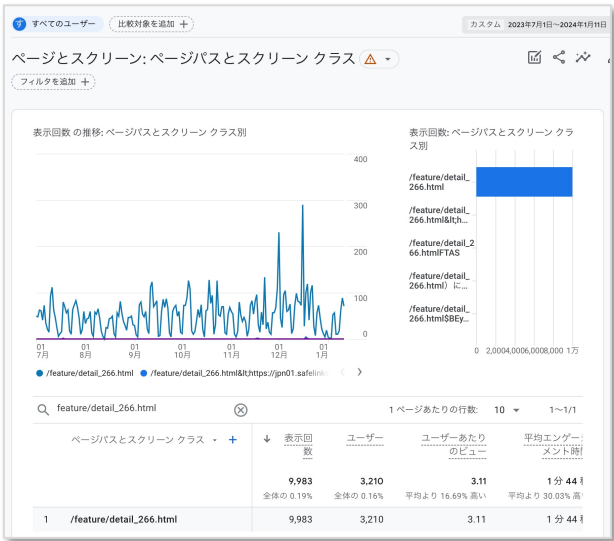 す すべてのユーザー 比較対象を追加 +
カスタム 2023年7月1日~2024年1月11日
ページとスクリーン: ページパスとスクリーン クラス
フィルタを追加 +
表示回数 の推移: ページパスとスクリーン クラス別
400
300
200
100
0
01 01 01 01 01 01 01
7月 8月 9月 10月 11月 12月 1月
/feature/detail_266.html /feature/detail_266.html&lt;https://jpn01.safelink
表示回数: ページパスとスクリーン クラ
ス別
/feature/detail_
266.html
/feature/detail_
266.html&lt;h...
/feature/detail_2
66.htmlFTAS
/feature/detail_
266.html）に...
/feature/detail_
266.html$BEy...
0 2,0004,0006,0008,000 1万
feature/detail_266.html
1 ページあたりの行数: 10 1~1/1
ページパスとスクリーン クラス +
↓ 表示回
数
ユーザー
ユーザーあたり
のビュー
平均エンゲー
メント時
9,983 3,210 3.11 1 分 44
全体の 0.19% 全体の 0.16% 平均より 16.69% 高い 平均より 30.03% 高
1 /feature/detail_266.html 9,983 3,210 3.11 1 分 44